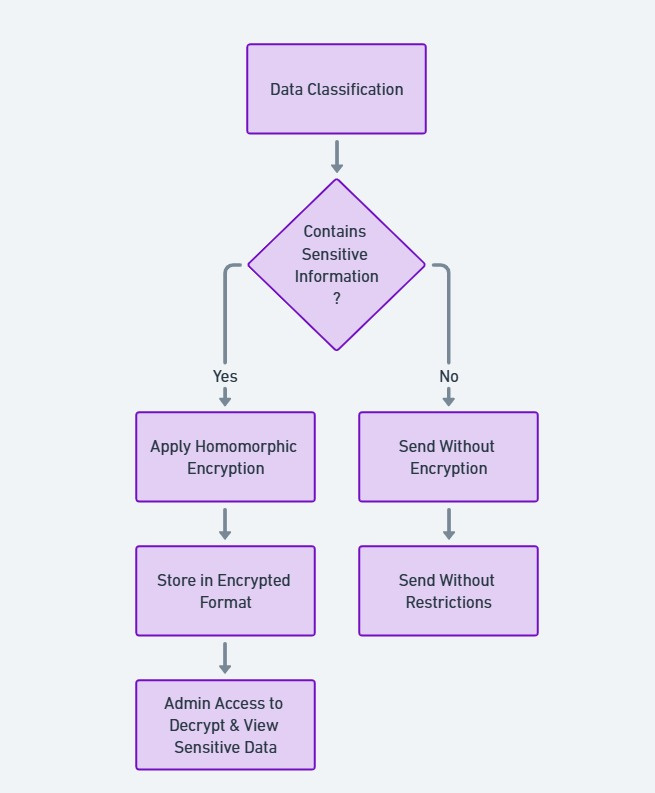 Data Classification
Contains
Sensitive
Information
?
Yes
No
Apply Homomorphic
Encryption
Send Without
Encryption
Store in Encrypted
Format
Send Without
Restrictions
Admin Access to
Decrypt & View
Sensitive Data